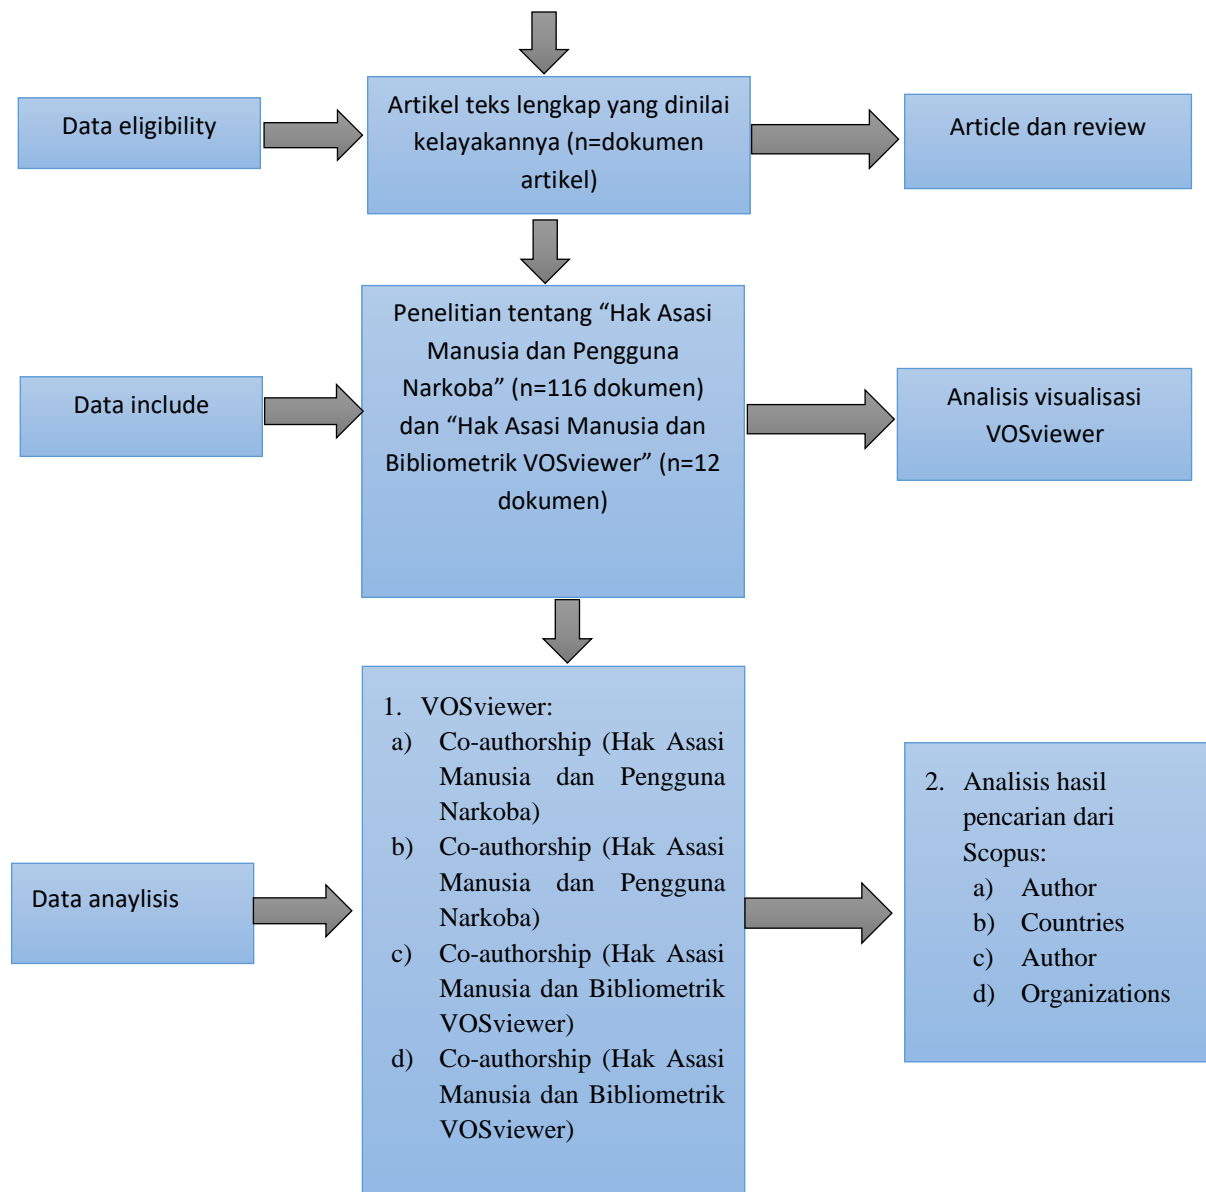 Data eligibility
Artikel teks lengkap yang dinilai
kelayakannya (n=dokumen
artikel)
Article dan review
Data include
Penelitian tentang “Hak Asasi
Manusia dan Pengguna
Narkoba” (n=116 dokumen)
dan “Hak Asasi Manusia dan
Bibliometrik VOSviewer” (n=12
dokumen)
Analisis visualisasi
VOSviewer
Data anaylisis
1. VOSviewer:
a) Co-authorship (Hak Asasi
Manusia dan Pengguna
Narkoba)
b) Co-authorship (Hak Asasi
Manusia dan Pengguna
Narkoba)
c) Co-authorship (Hak Asasi
Manusia dan Bibliometrik
VOSviewer)
d) Co-authorship (Hak Asasi
Manusia dan Bibliometrik
VOSviewer)
2. Analisis hasil
pencarian dari
Scopus:
a) Author
b) Countries
c) Author
d) Organizations